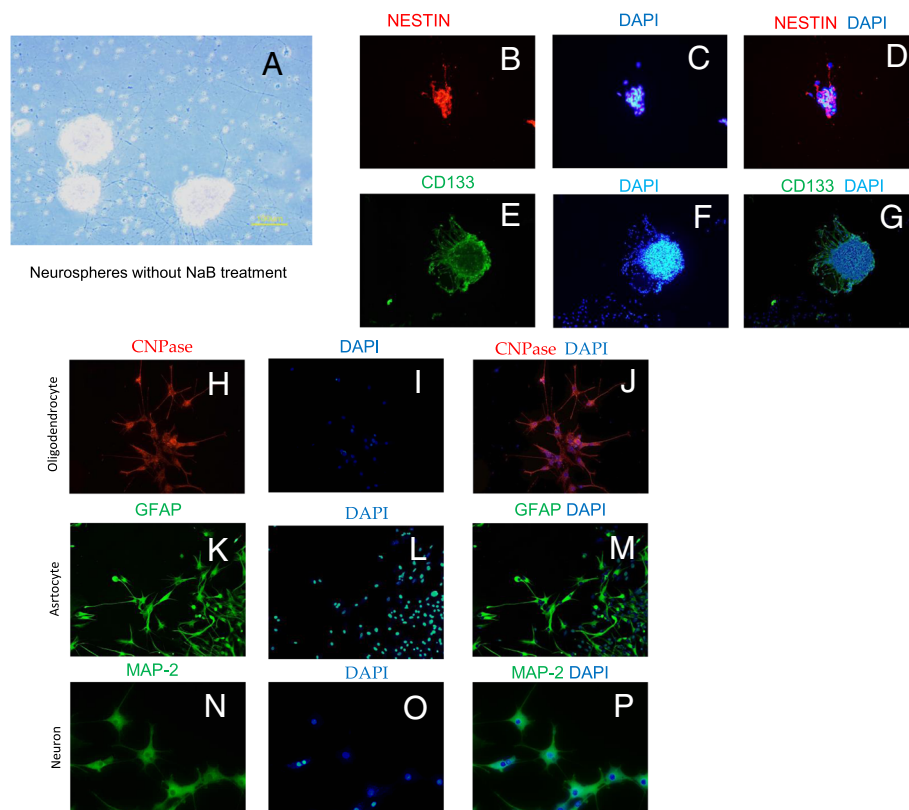 NESTIN DAPI NESTIN DAPI
A B C D
CD133 DAPI CD133 DAPI
E F G
Neurospheres without NaB treatment
CNPase DAPI CNPase DAPI
Oligodendrocyte H I J
GFAP DAPI GFAP DAPI
Asrtocyte K L M
MAP-2 DAPI MAP-2 DAPI
Neuron N O P